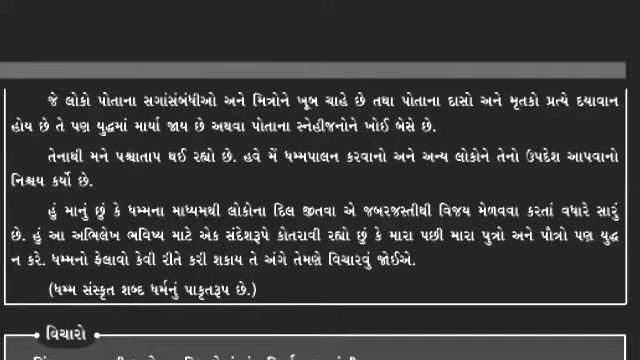 જે લોકો પોતાના સગાંસંબંધીઓ અને મિત્રોને ખૂબ ચાહે છે તથા પોતાના દાસો અને મૃતકો પ્રત્યે દયાવાન
હોય છે તે પણ યુદ્ધમાં માર્યા જાય છે અથવા પોતાના સ્નેહીજનોને ખોઈ બેસે છે.
તેનાથી મને પશ્ચાતાપ થઈ રહ્યો છે. હવે મેં ધમ્મપાલન કરવાનો અને અન્ય લોકોને તેનો ઉપદેશ આપવાનો
નિશ્ચય કર્યો છે.
હું માનું છું કે ધમ્મના માધ્યમથી લોકોના દિલ જીતવા એ જબરજસ્તીથી વિજય મેળવવા કરતાં વધારે સારું
છે. હું આ અભિલેખ ભવિષ્ય માટે એક સંદેશરૂપે કોતરાવી રહ્યો છું કે મારા પછી મારા પુત્રો અને પૌત્રો પણ યુદ્ધ
ન કરે. ધમ્મનો ફેલાવો કેવી રીતે કરી શકાય તે અંગે તેમણે વિચારવું જોઈએ.
(ધમ્મ સંસ્કૃત શબ્દ ધર્મનું પાકૃતરૂપ છે.)
વિચારો